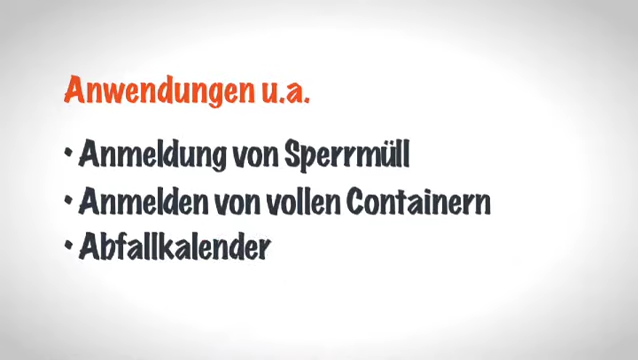 Anwendungen u.a.
• Anmeldung von Sperrmüll
• Anmelden von vollen Containern
• Abfallkalender